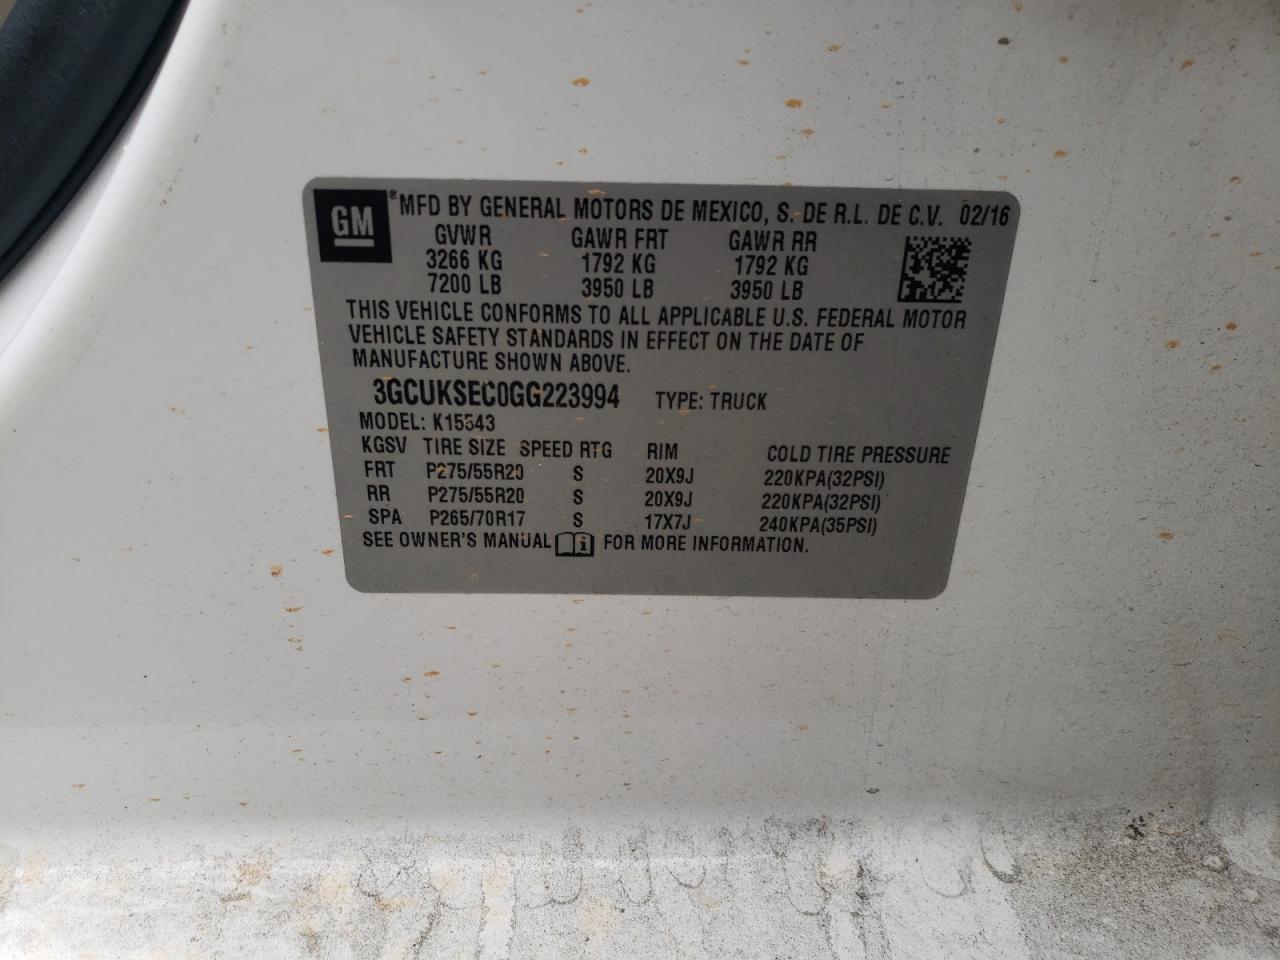 GM ® MFD BY GENERAL MOTORS DE MEXICO, S. DE R.L. DE C.V. 02/16
GVWR GAWR FRT GAWR RR
3266 KG 1792 KG 1792 KG
7200 LB 3950 LB 3950 LB
THIS VEHICLE CONFORMS TO ALL APPLICABLE U.S. FEDERAL MOTOR
VEHICLE SAFETY STANDARDS IN EFFECT ON THE DATE OF
MANUFACTURE SHOWN ABOVE.
3GCUKSEC0GG223994 TYPE: TRUCK
MODEL: K15543
KGSV TIRE SIZE SPEED RTG RIM COLD TIRE PRESSURE
FRT P275/55R20 S 20X9J 220KPA(32PSI)
RR P275/55R20 S 20X9J 220KPA(32PSI)
SPA P265/70R17 S 17X7J 240KPA(35PSI)
SEE OWNER'S MANUAL FOR MORE INFORMATION.